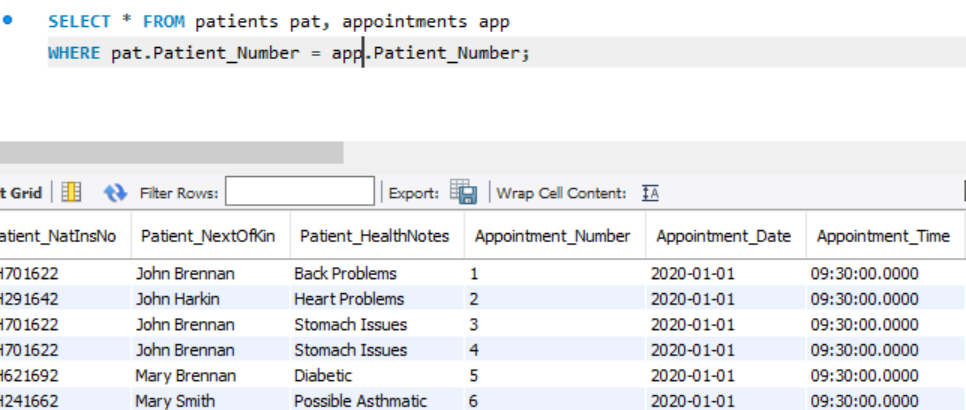 SELECT * FROM patients pat, appointments app
WHERE pat.Patient_Number = app.Patient_Number;
t Grid Filter Rows: Export: Wrap Cell Content: IA
atient_NatInsNo Patient_NextOfKin Patient_HealthNotes Appointment_Number Appointment_Date Appointment_Time
H701622 John Brennan Back Problems 1 2020-01-01 09:30:00.0000
H291642 John Harkin Heart Problems 2 2020-01-01 09:30:00.0000
H701622 John Brennan Stomach Issues 3 2020-01-01 09:30:00.0000
H701622 John Brennan Stomach Issues 4 2020-01-01 09:30:00.0000
H621692 Mary Brennan Diabetic 5 2020-01-01 09:30:00.0000
H241662 Mary Smith Possible Asthmatic 6 2020-01-01 09:30:00.0000